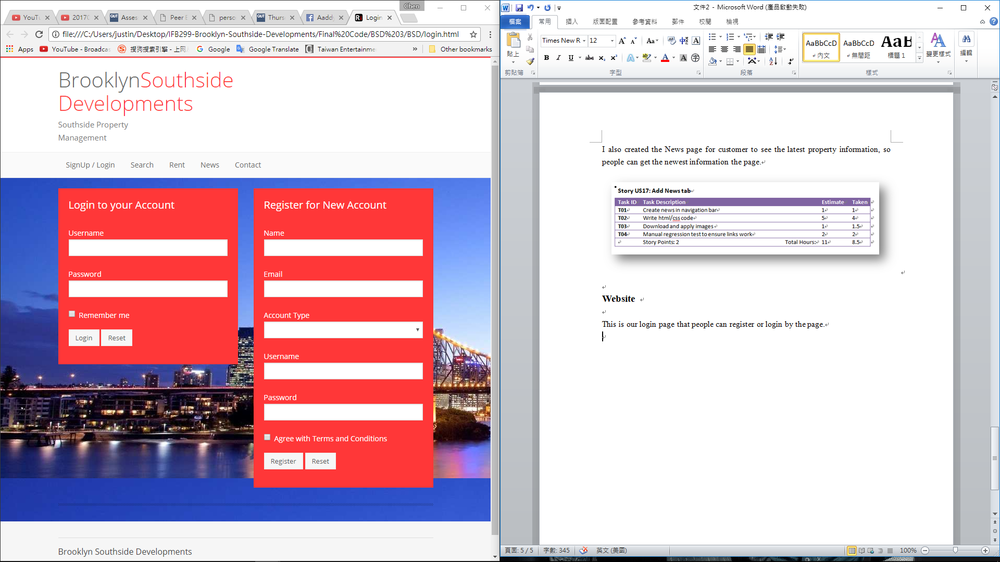 Chen
YouTu
2017C
Asses
Peer E
perso
Thurs
Aaddy
Login
file:///C:/Users/justin/Desktop/IFB299-Brooklyn-Southside-Developments/Final%20Code/BSD%203/BSD/login.html
Apps
YouTube - Broadcas
搜狗搜索引擎 - 上网
Google
Google Translate
Taiwan Entertainme
»
Other bookmarks
BrooklynSouthside
Developments
Southside Property
Management
SignUp / Login
Search
Rent
News
Contact
Login to your Account
Username
Password
Remember me
Login
Reset
Register for New Account
Name
Email
Account Type
Username
Password
Agree with Terms and Conditions
Register
Reset
Brooklyn Southside Developments
文件2 - Microsoft Word (產品啟動失敗)
檔案
常用
插入
版面配置
參考資料
郵件
校閱
檢視
貼上
剪貼簿
Times New R
12
字型
段落
AaBbCcD
內文
AaBbCcD
無間距
AaB
標題 1
變更樣式
樣式
編輯
I also created the News page for customer to see the latest property information, so
people can get the newest information the page.
Story US17: Add News tab
Task ID Task Description Estimate Taken
T01 Create news in navigation bar 1 1
T02 Write html/css code 5 4
T03 Download and apply images 1 1.5
T04 Manual regression test to ensure links work 2 2
Story Points: 2 Total Hours: 11 8.5
Website
This is our login page that people can register or login by the page.
頁面: 5 / 5
字數: 345
英文 (美國)
100%